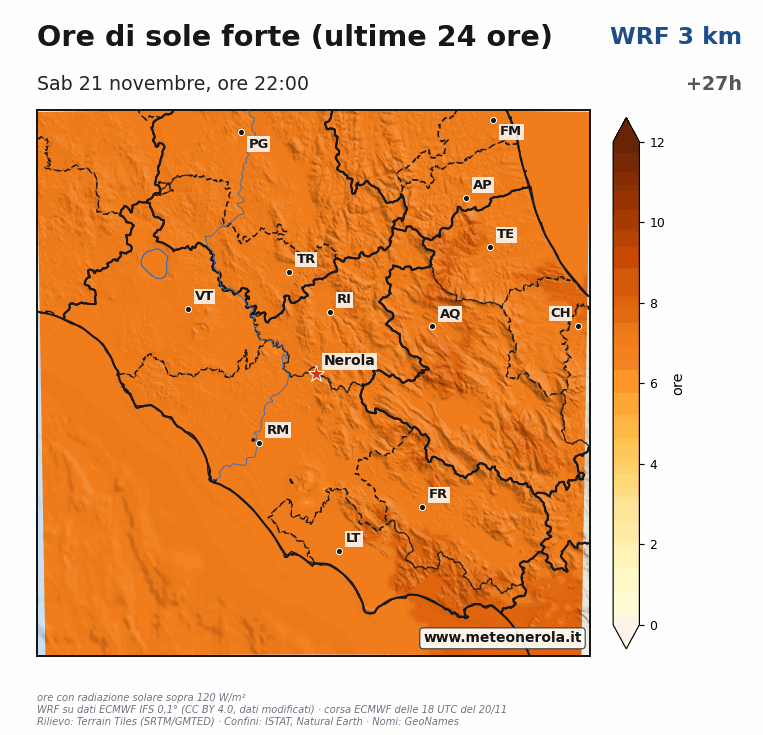 Ore di sole forte (ultime 24 ore)
WRF 3 km
Sab 21 novembre, ore 22:00
+27h
FM
PG
AP
TE
TR
VT
RI
AQ
CH
Nerola
RM
FR
LT
www.meteonerola.it
12
10
8
6
4
2
0
ore
ore con radiazione solare sopra 120 W/m²
WRF su dati ECMWF IFS 0,1° (CC BY 4.0, dati modificati) · corsa ECMWF delle 18 UTC del 20/11
Rilievo: Terrain Tiles (SRTM/GMTED) · Confini: ISTAT, Natural Earth · Nomi: GeoNames